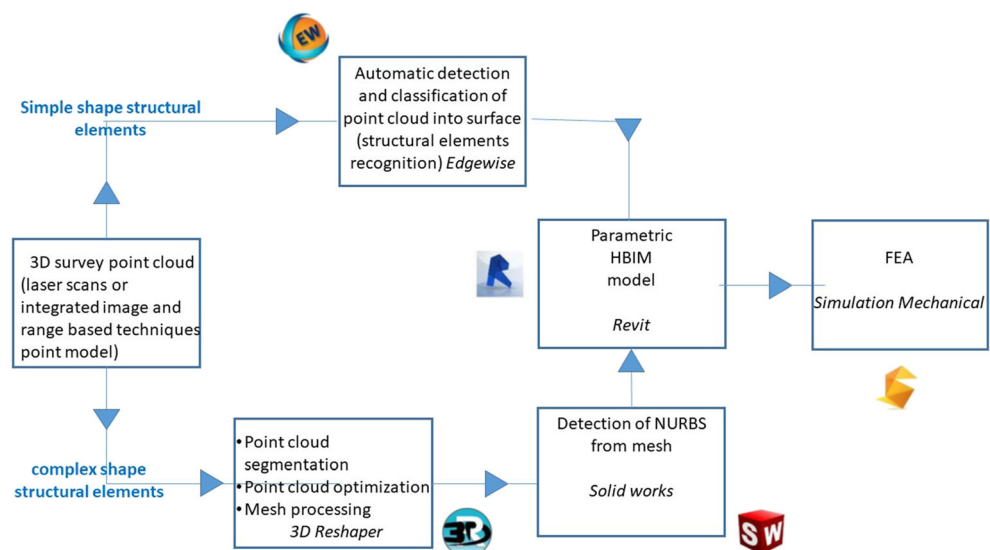 EW
Automatic detection
and classification of
point cloud into surface
(structural elements
recognition) Edgewise
Simple shape structural
elements
3D survey point cloud
(laser scans or
integrated image and
range based techniques
point model)
Parametric
HBIM
model
Revit
FEA
Simulation Mechanical
complex shape
structural elements
•Point cloud
segmentation
•Point cloud optimization
•Mesh processing
3D Reshaper
3DR
Detection of NURBS
from mesh
Solid works
SW